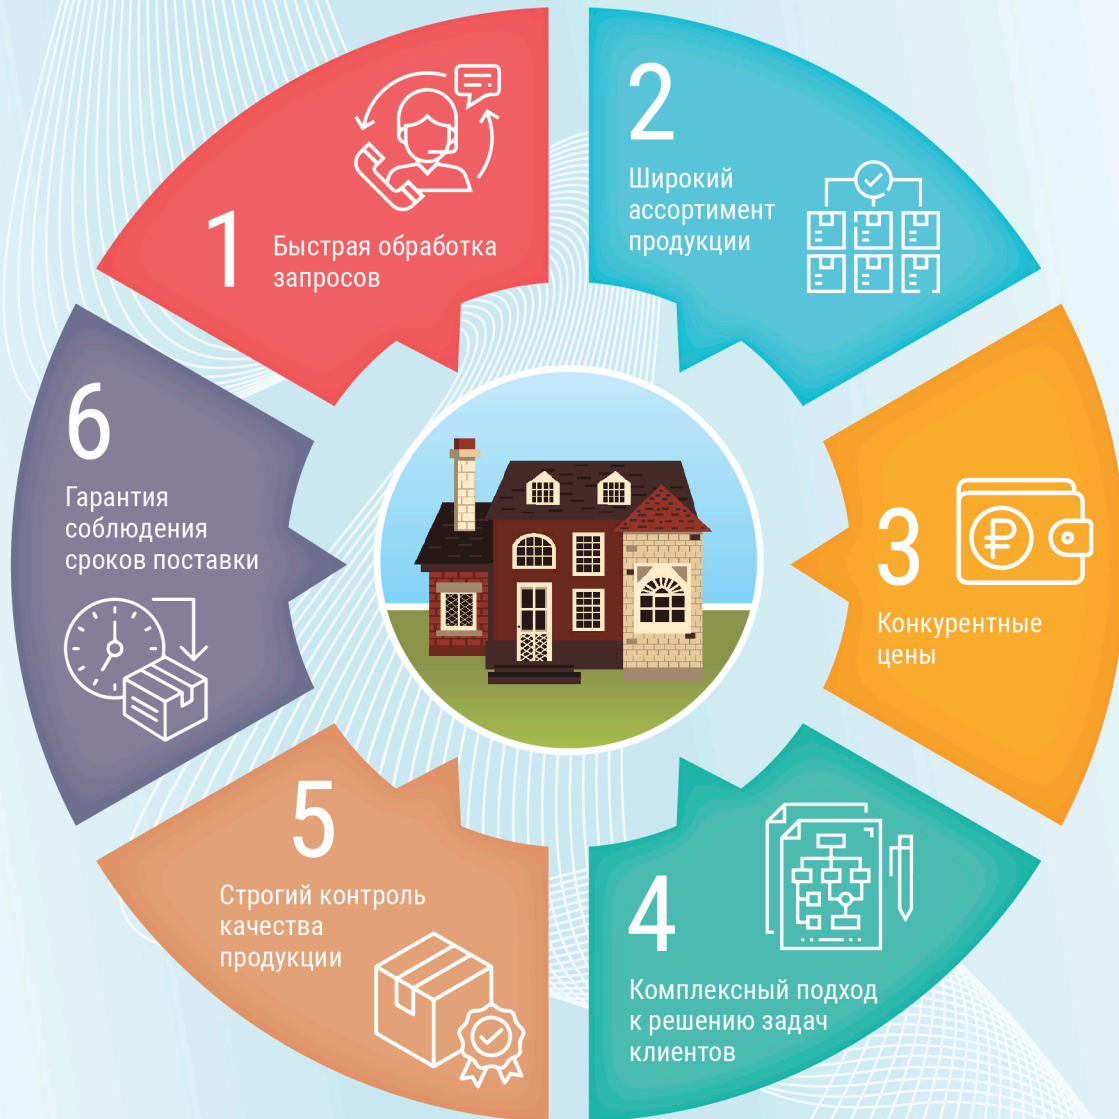 1
Быстрая обработка
запросов
2
Широкий
ассортимент
продукции
3
Конкурентные
цены
4
Комплексный подход
к решению задач
клиентов
5
Строгий контроль
качества
продукции
6
Гарантия
соблюдения
сроков поставки